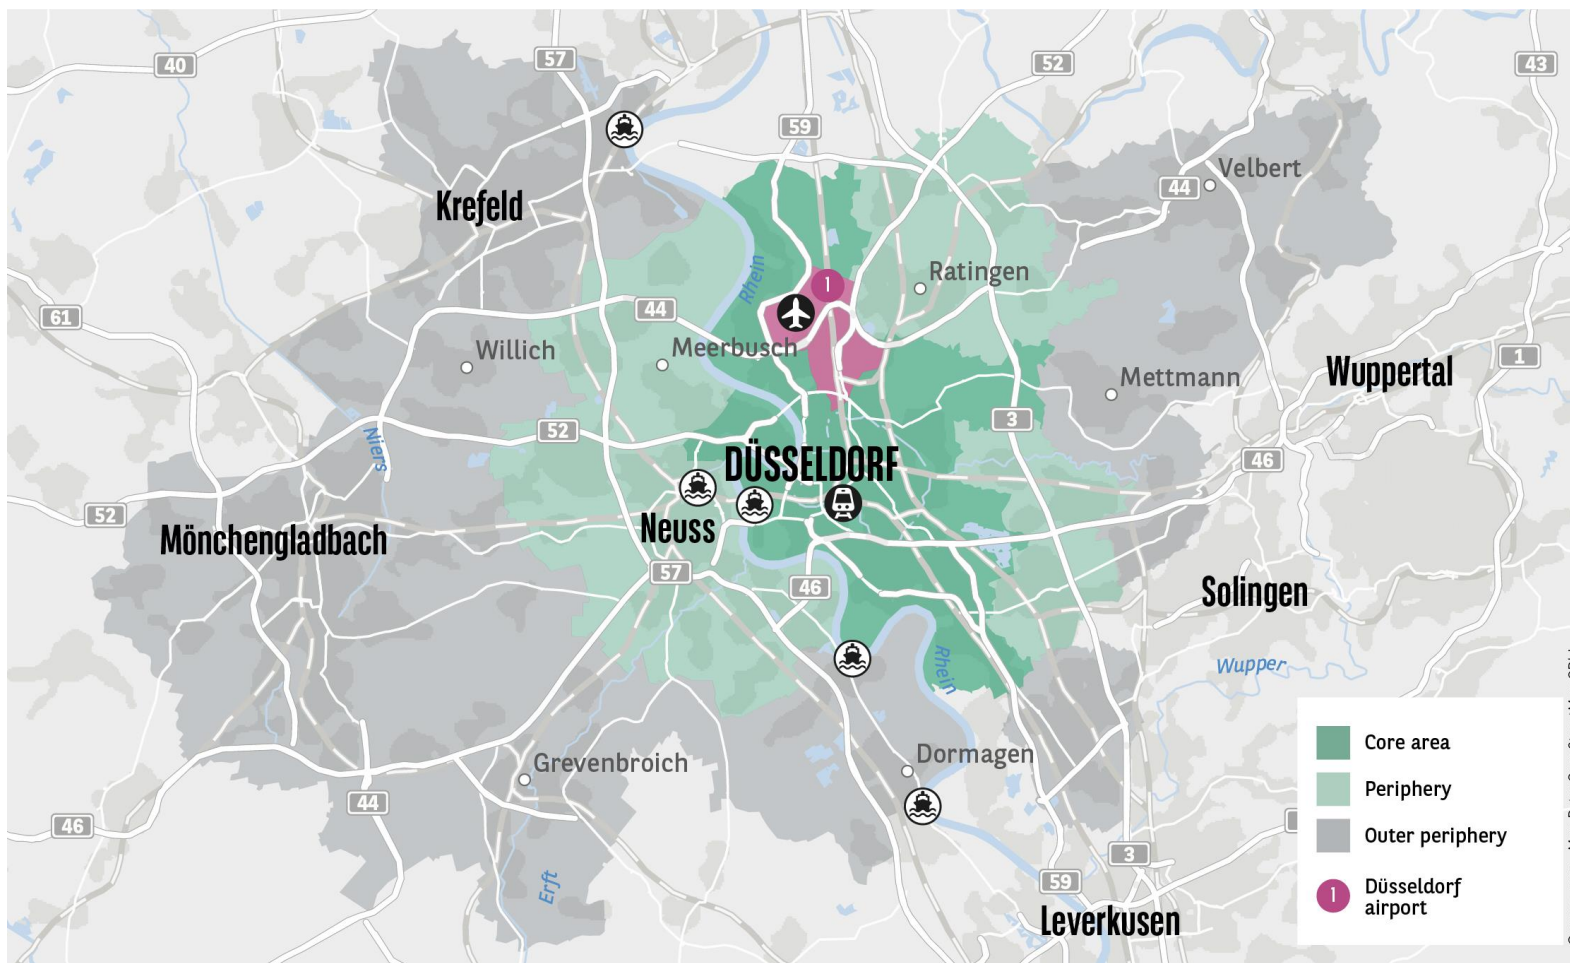 40
57
52
43
59
Velbert
44
Krefeld
Rhein
Ratingen
1
61
44
Willich
Meerbusch
1
Wuppertal
Mettmann
3
52
Niers
DÜSSELDORF
46
52
Mönchengladbach
Neuss
57
46
Solingen
Rhein
Wupper
Dormagen
Grevenbroich
44
46
3
59
Erft
Leverkusen
Core area
Periphery
Outer periphery
1
Düsseldorf
airport